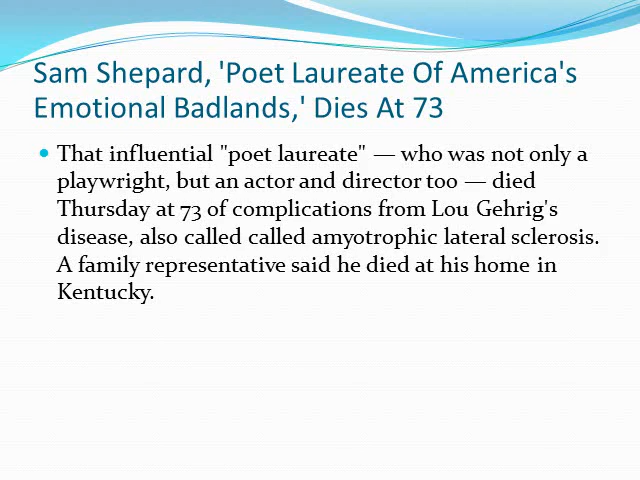 Sam Shepard, 'Poet Laureate Of America's
Emotional Badlands,' Dies At 73
• That influential "poet laureate" — who was not only a
playwright, but an actor and director too — died
Thursday at 73 of complications from Lou Gehrig's
disease, also called called amyotrophic lateral sclerosis.
A family representative said he died at his home in
Kentucky.